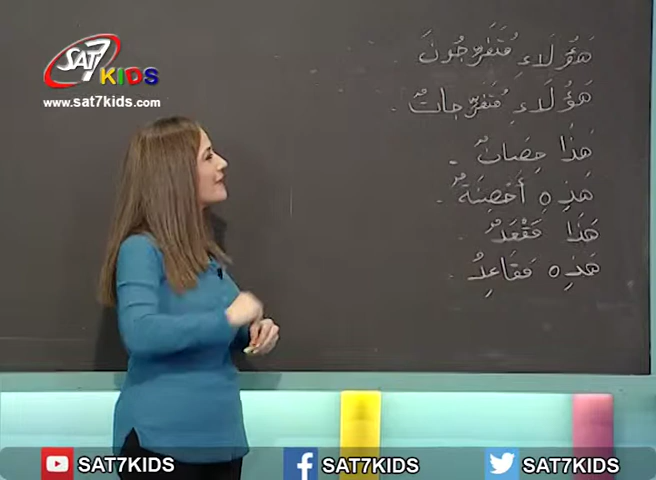 SAT7
KIDS
www.sat7kids.com
هَؤُلَاءِ مُتَفَرِّجُونَ
هَؤُلَاءِ مُتَفَرِّجَاتٌ
هَذَا حِصَانٌ .
هَذِهِ أَحْصِنَةٌ .
هَذَا مَقْعَدٌ .
هَذِهِ مَقَاعِدُ .
SAT7KIDS SAT7KIDS SAT7KIDS